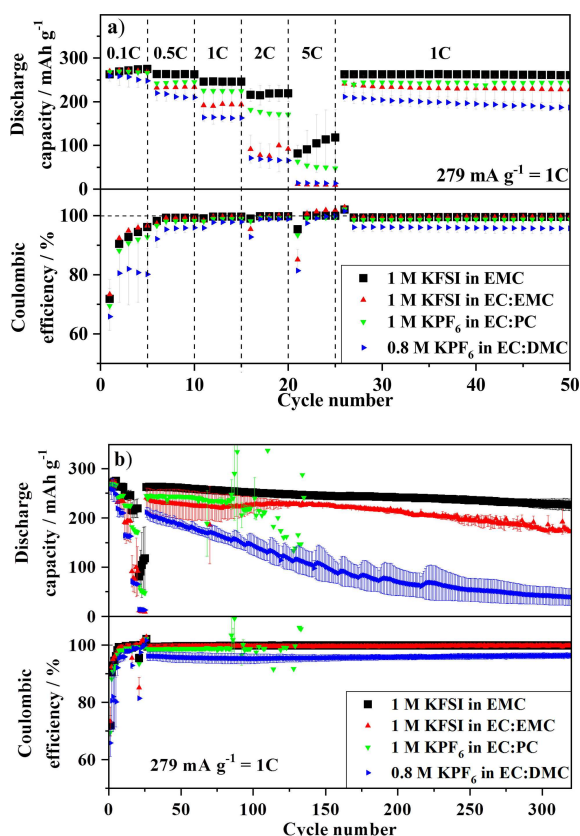 a)
0.1C 0.5C 1C 2C 5C 1C
Discharge
capacity / mAh g⁻¹
300
200
100
0
279 mA g⁻¹ = 1C
Coulombic
efficiency / %
100
80
60
1 M KFSI in EMC
1 M KFSI in EC:EMC
1 M KPF₆ in EC:PC
0.8 M KPF₆ in EC:DMC
0 10 20 30 40 50
Cycle number
b)
Discharge
capacity / mAh g⁻¹
300
200
100
0
Coulombic
efficiency / %
100
80
60
1 M KFSI in EMC
1 M KFSI in EC:EMC
1 M KPF₆ in EC:PC
0.8 M KPF₆ in EC:DMC
279 mA g⁻¹ = 1C
0 50 100 150 200 250 300
Cycle number